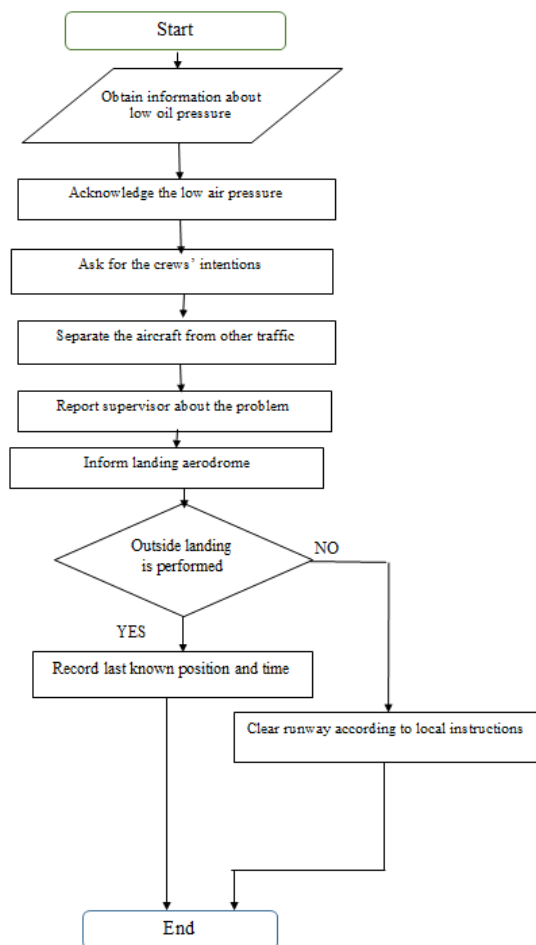 Start
Obtain information about
low oil pressure
Acknowledge the low air pressure
Ask for the crews' intentions
Separate the aircraft from other traffic
Report supervisor about the problem
Inform landing aerodrome
Outside landing
is performed
NO
YES
Record last known position and time
Clear runway according to local instructions
End